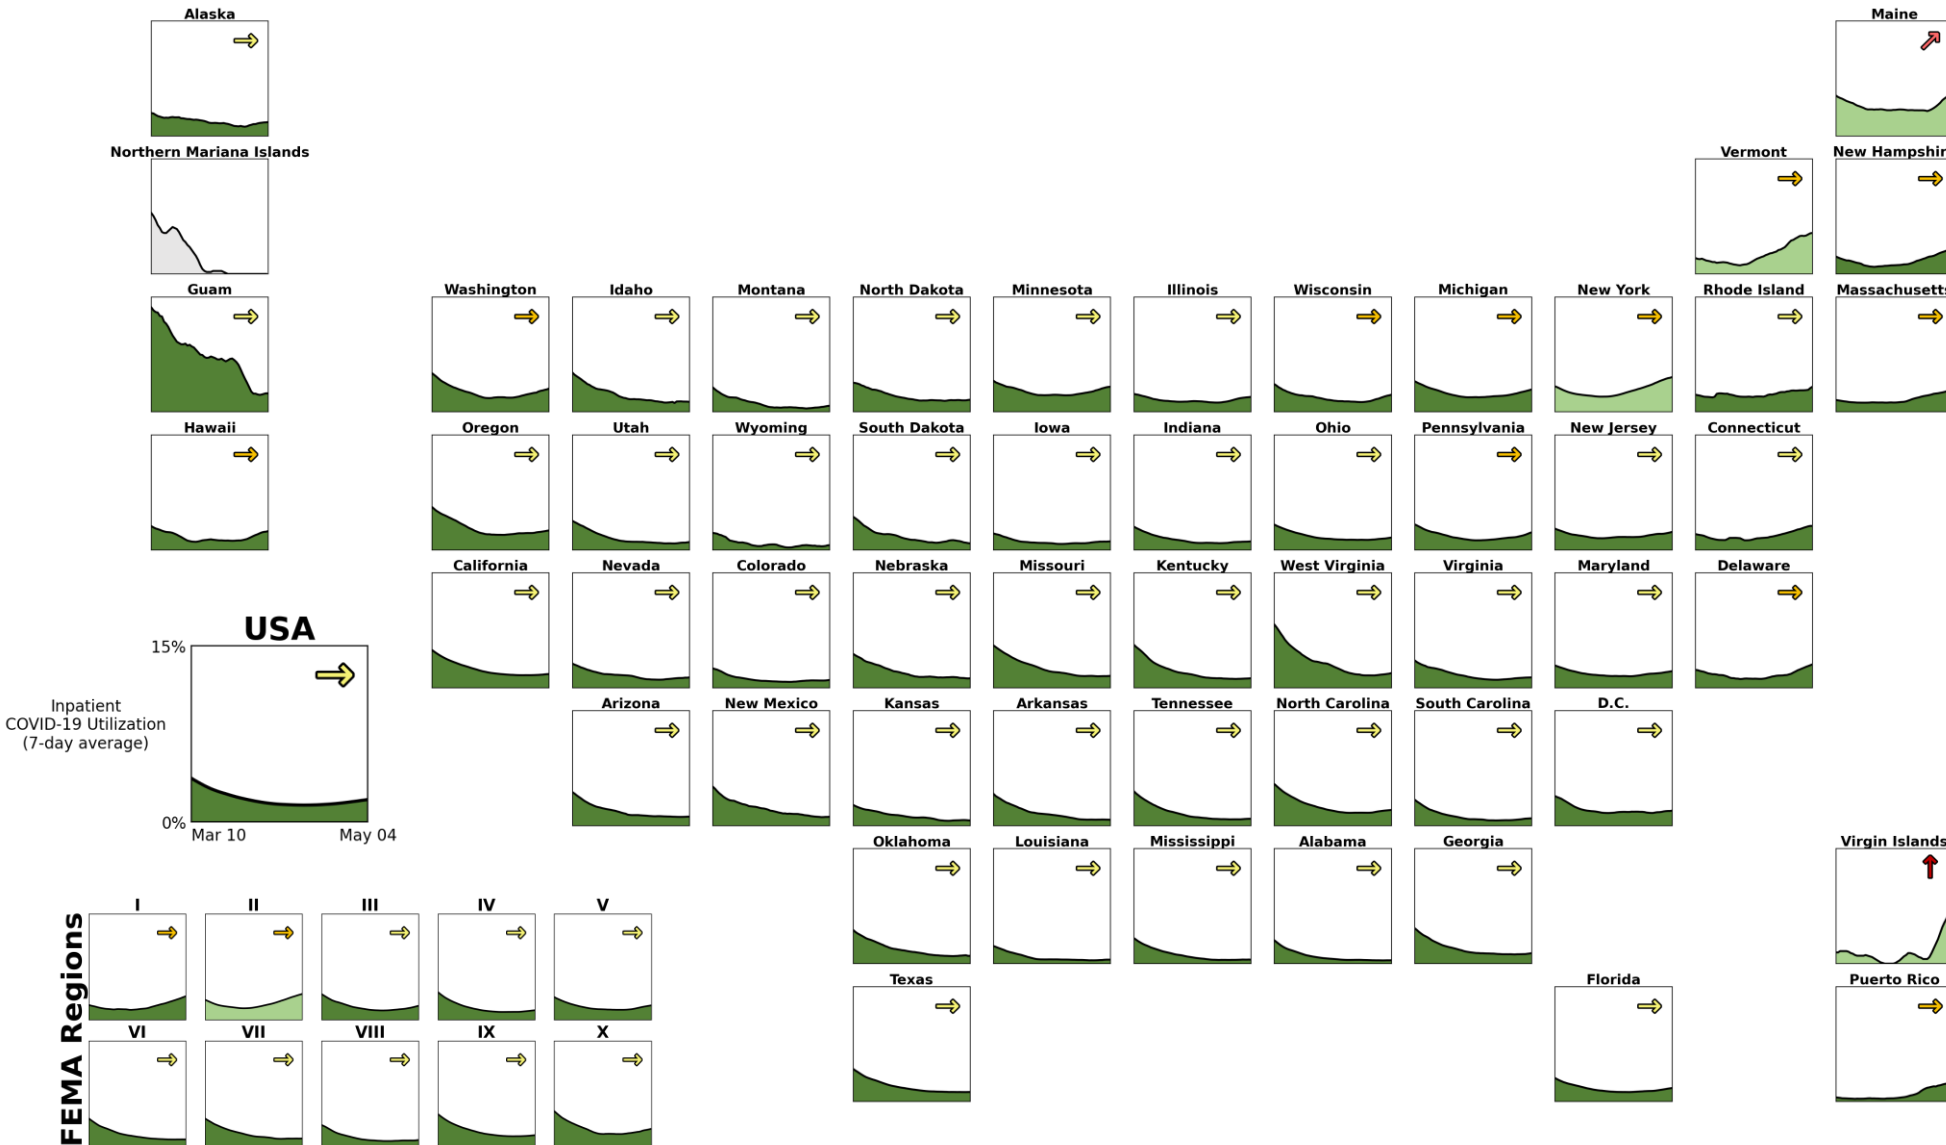 Alaska Maine
Northern Mariana Islands Vermont New Hampshir
Guam Washington Idaho Montana North Dakota Minnesota Illinois Wisconsin Michigan New York Rhode Island Massachusetts
Hawaii Oregon Utah Wyoming South Dakota Iowa Indiana Ohio Pennsylvania New Jersey Connecticut
California Nevada Colorado Nebraska Missouri Kentucky West Virginia Virginia Maryland Delaware
USA
15%
Inpatient
COVID-19 Utilization
(7-day average)
0%
Mar 10 May 04
Arizona New Mexico Kansas Arkansas Tennessee North Carolina South Carolina D.C.
Oklahoma Louisiana Mississippi Alabama Georgia Virgin Islands
Texas Florida Puerto Rico
FEMA Regions
I II III IV V
VI VII VIII IX X